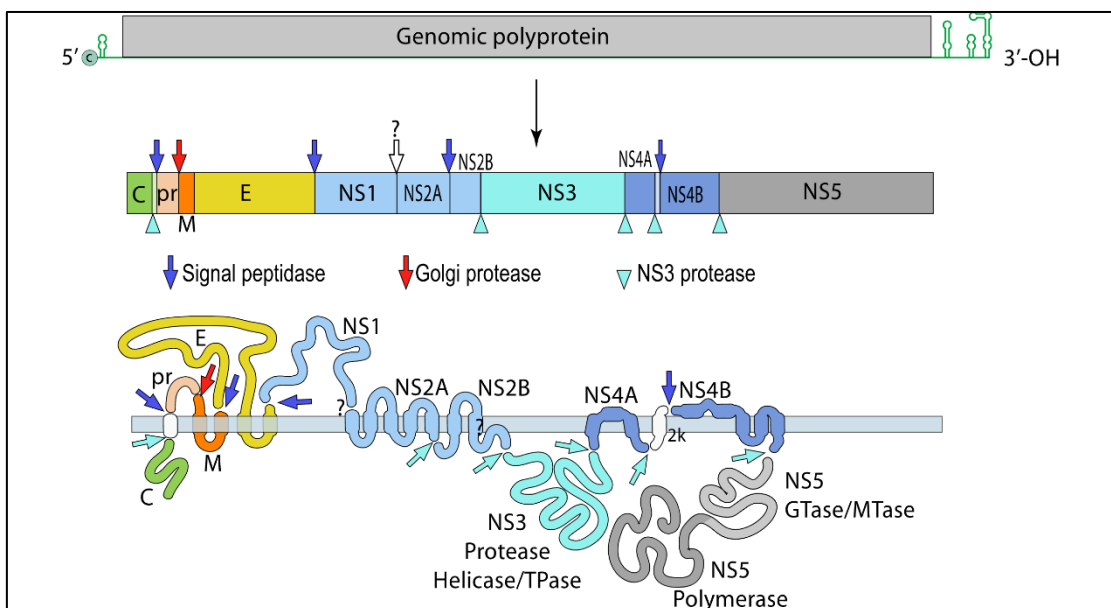 Genomic polyprotein
5′ C 3′-OH
?
NS2B NS4A
C pr E NS1 NS2A NS3 NS4B NS5
M
Signal peptidase Golgi protease NS3 protease
NS1
E
pr NS2A NS2B NS4A NS4B
? ? 2k
M
C
NS3
Protease
Helicase/TPase
NS5
GTase/MTase
NS5
Polymerase